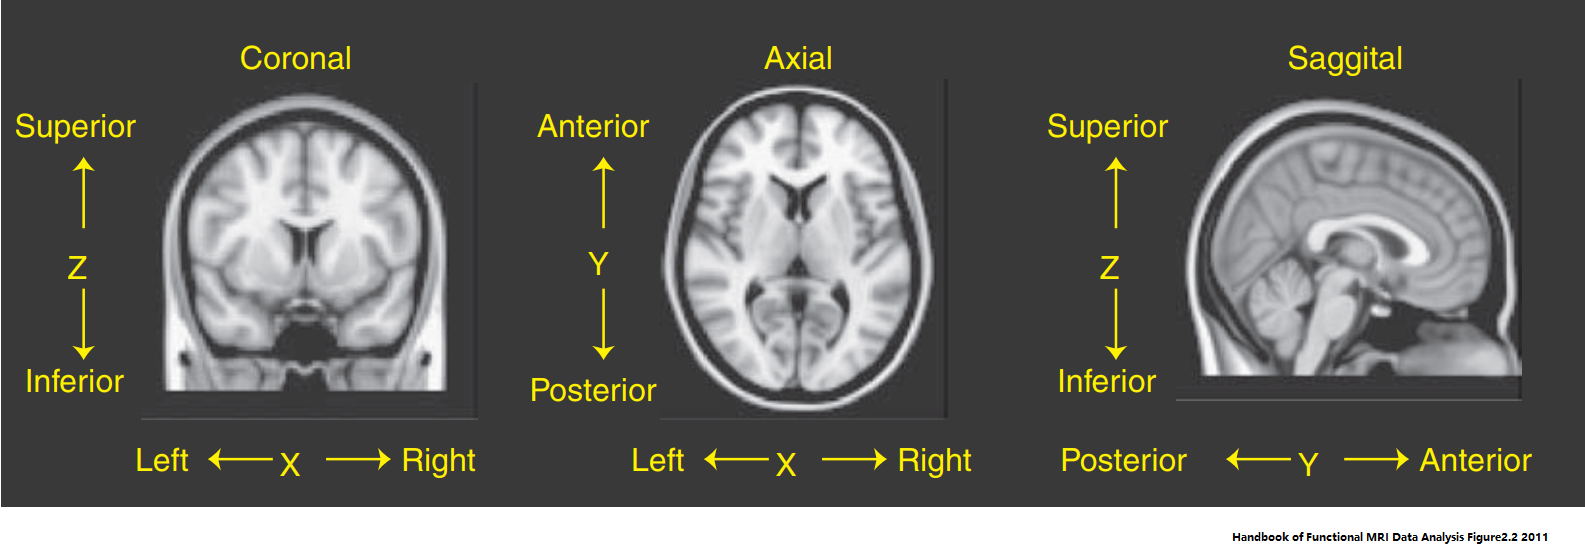 Coronal
Superior
Z
Inferior
Left X Right
Axial
Anterior
Y
Posterior
Left X Right
Saggital
Superior
Z
Inferior
Posterior Y Anterior
Handbook of Functional MRI Data Analysis Figure2.2 2011